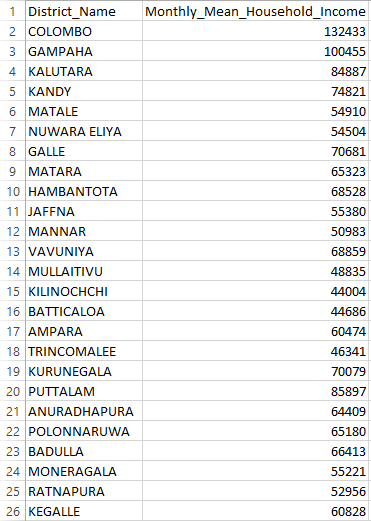 1 District_Name Monthly_Mean_Household_Income
2 COLOMBO 132433
3 GAMPAHA 100455
4 KALUTARA 84887
5 KANDY 74821
6 MATALE 54910
7 NUWARA ELIYA 54504
8 GALLE 70681
9 MATARA 65323
10 HAMBANTOTA 68528
11 JAFFNA 55380
12 MANNAR 50983
13 VAVUNIYA 68859
14 MULLAITIVU 48835
15 KILINOCHCHI 44004
16 BATTICALOA 44686
17 AMPARA 60474
18 TRINCOMALEE 46341
19 KURUNEGALA 70079
20 PUTTALAM 85897
21 ANURADHAPURA 64409
22 POLONNARUWA 65180
23 BADULLA 66413
24 MONERAGALA 55221
25 RATNAPURA 52956
26 KEGALLE 60828